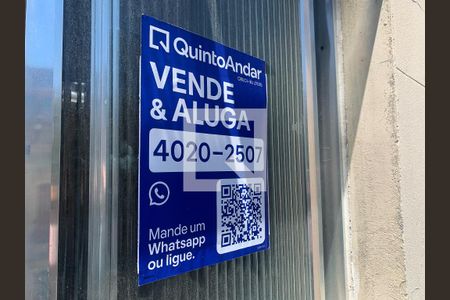 QuintoAndar
VENDE
& ALUGA
4020-2507
Mande um
Whatsapp
ou ligue.